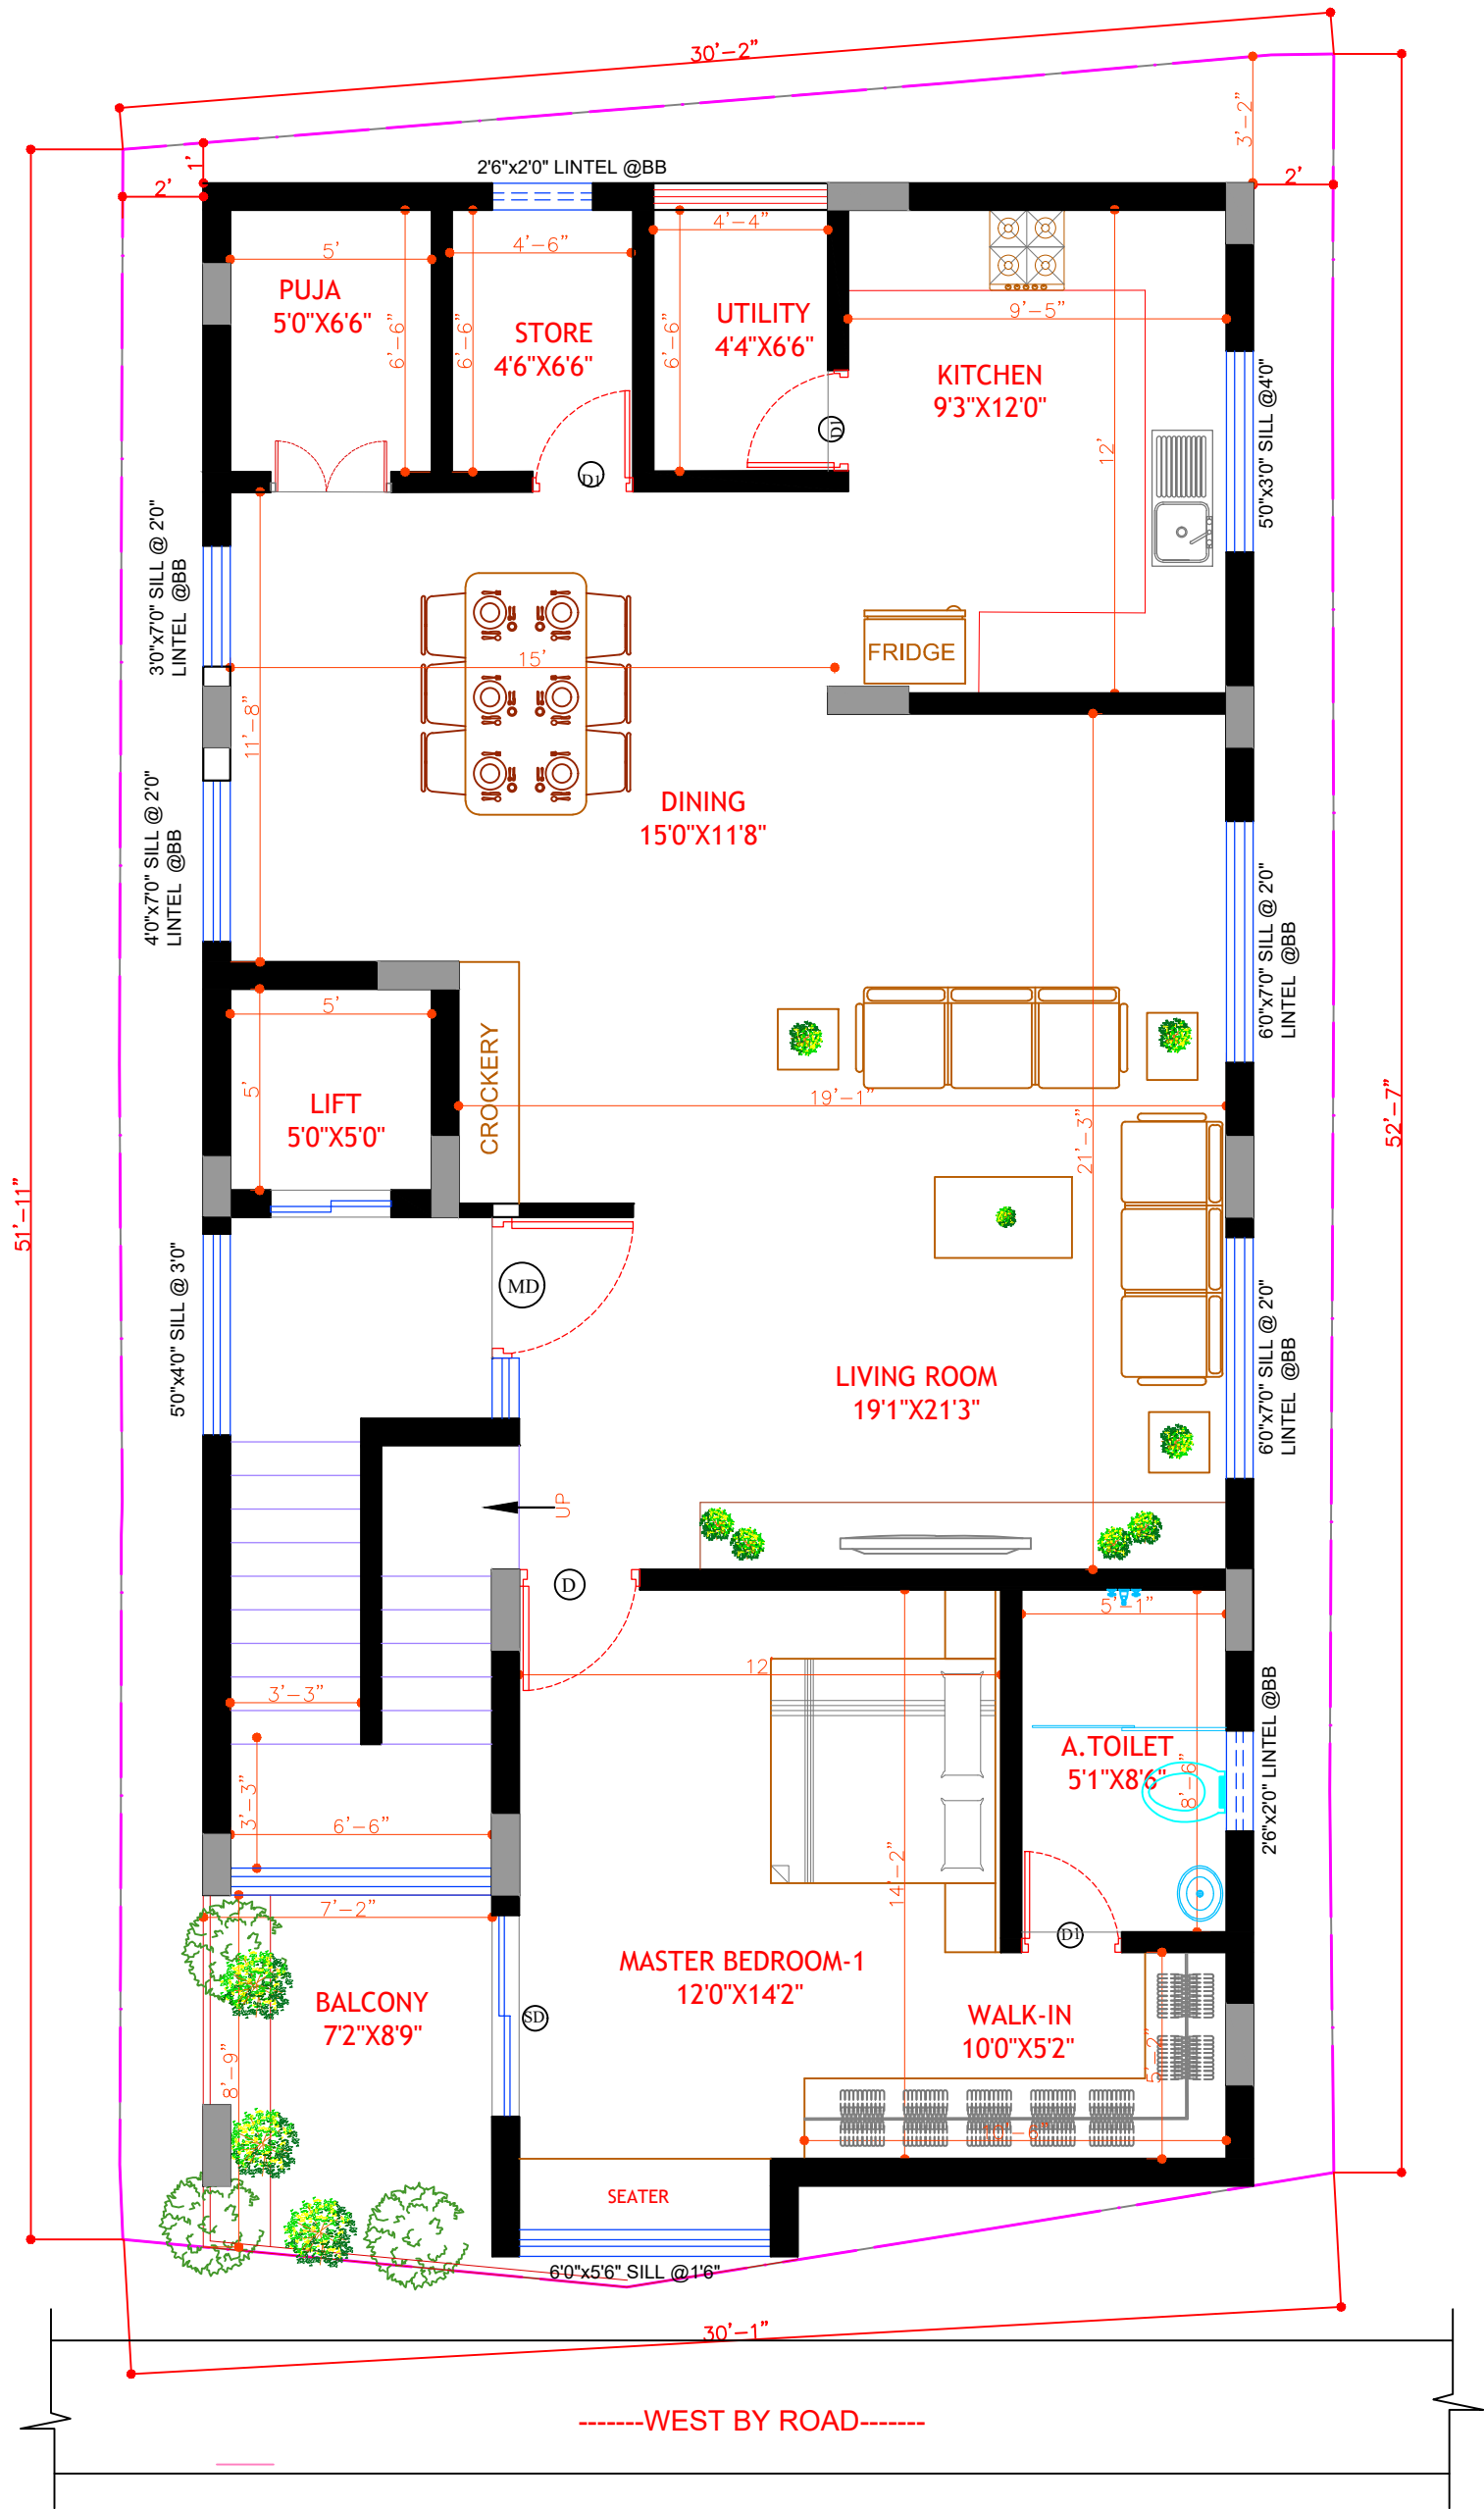 30'-2"
3'-2"
1'
2'
2'
2'6"x2'0" LINTEL @BB
5'
4'-6"
4'-4"
PUJA
5'0"X6'6"
6'-6"
STORE
4'6"X6'6"
6'-6"
UTILITY
4'4"X6'6"
6'-6"
9'-5"
KITCHEN
9'3"X12'0"
12'
D1
D1
5'0"x3'0" SILL @4'0"
3'0"x7'0" SILL @ 2'0"
LINTEL @BB
FRIDGE
15'
11'-8"
DINING
15'0"X11'8"
4'0"x7'0" SILL @ 2'0"
LINTEL @BB
6'0"x7'0" SILL @ 2'0"
LINTEL @BB
5'
5'
LIFT
5'0"X5'0"
CROCKERY
19'-1"
21'-3"
52'-7"
51'-11"
5'0"x4'0" SILL @ 3'0"
MD
LIVING ROOM
19'1"X21'3"
6'0"x7'0" SILL @ 2'0"
LINTEL @BB
UP
D
5'-1"
12
3'-3"
A.TOILET
5'1"X8'6"
8'-6"
2'6"x2'0" LINTEL @BB
3'-3"
6'-6"
14'-2"
7'-2"
D1
MASTER BEDROOM-1
12'0"X14'2"
BALCONY
7'2"X8'9"
SD
WALK-IN
10'0"X5'2"
5'-2"
8'-9"
SEATER
6'0"x5'6" SILL @1'6"
30'-1"
-------WEST BY ROAD-------